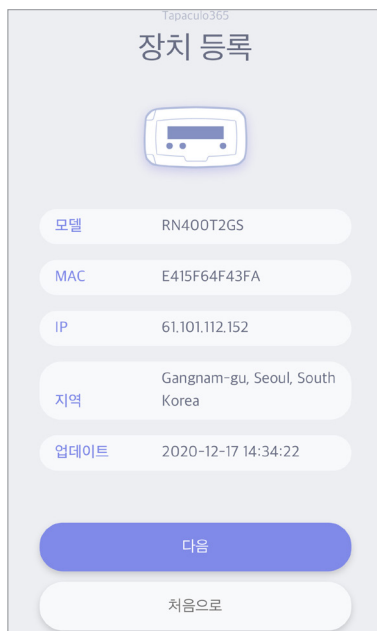 Tapaculo365
장치 등록
모델 RN400T2GS
MAC E415F64F43FA
IP 61.101.112.152
지역 Gangnam-gu, Seoul, South
Korea
업데이트 2020-12-17 14:34:22
다음
처음으로